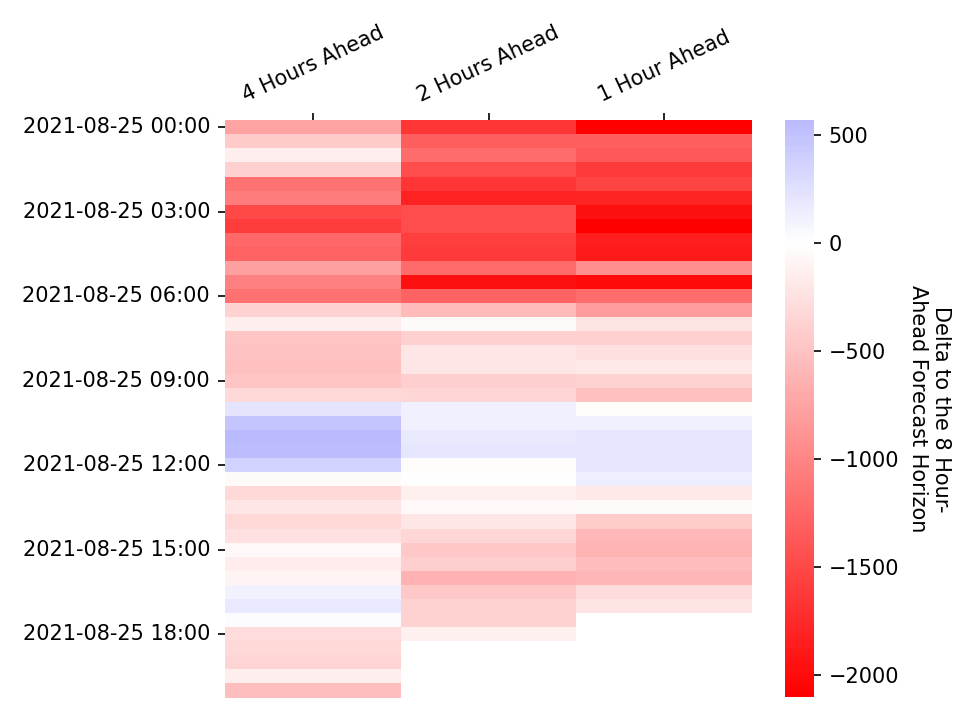 4 Hours Ahead
2 Hours Ahead
1 Hour Ahead
2021-08-25 00:00
2021-08-25 03:00
2021-08-25 06:00
2021-08-25 09:00
2021-08-25 12:00
2021-08-25 15:00
2021-08-25 18:00
500
0
−500
−1000
−1500
−2000
Delta to the 8 Hour-
Ahead Forecast Horizon